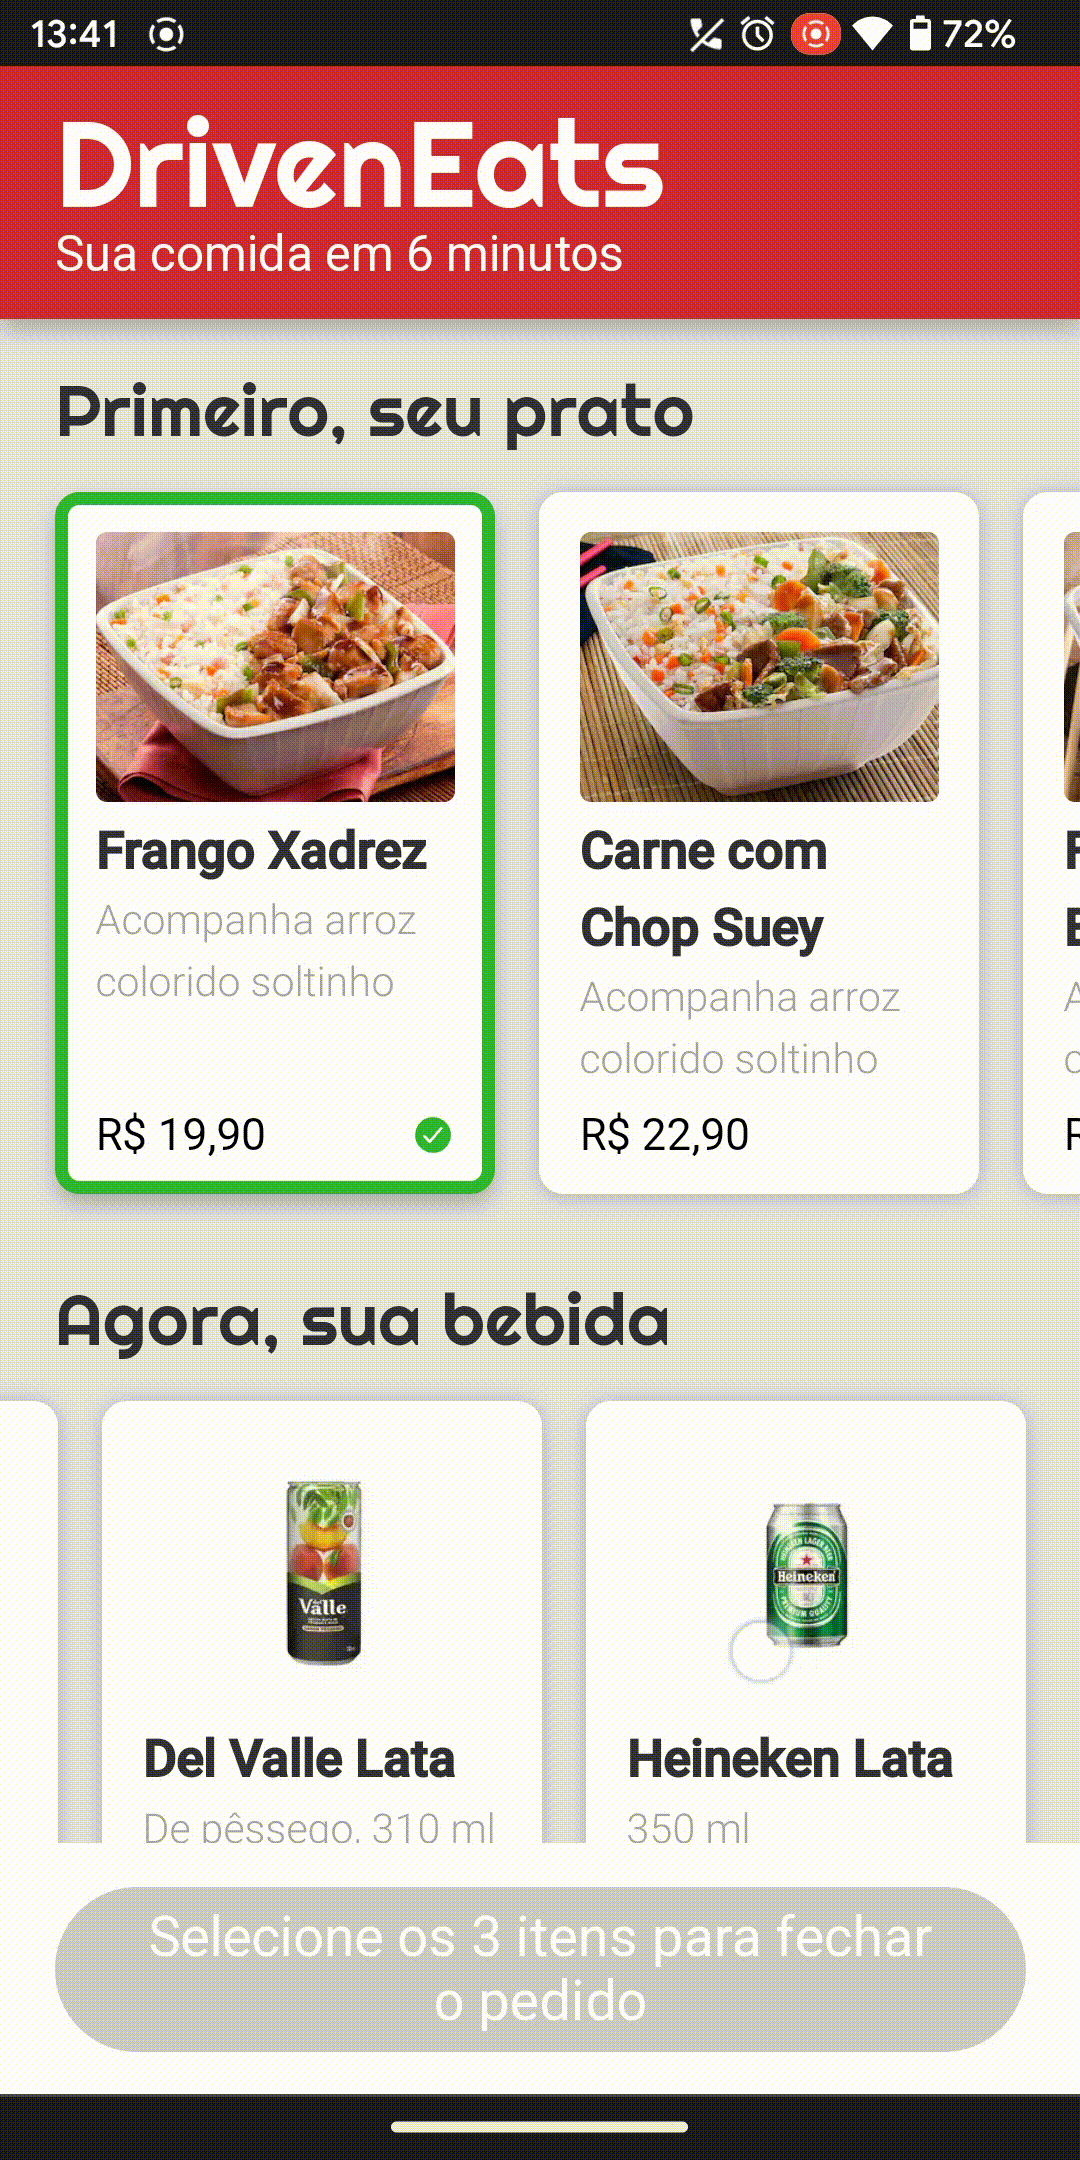 13:41
72%
DrivenEats
Sua comida em 6 minutos
Primeiro, seu prato
Frango Xadrez
Acompanha arroz
colorido soltinho
R$ 19,90
Carne com
Chop Suey
Acompanha arroz
colorido soltinho
R$ 22,90
Agora, sua bebida
Valle
Del Valle Lata
De pêssego, 310 ml
Heineken
Heineken Lata
350 ml
Selecione os 3 itens para fechar
o pedido